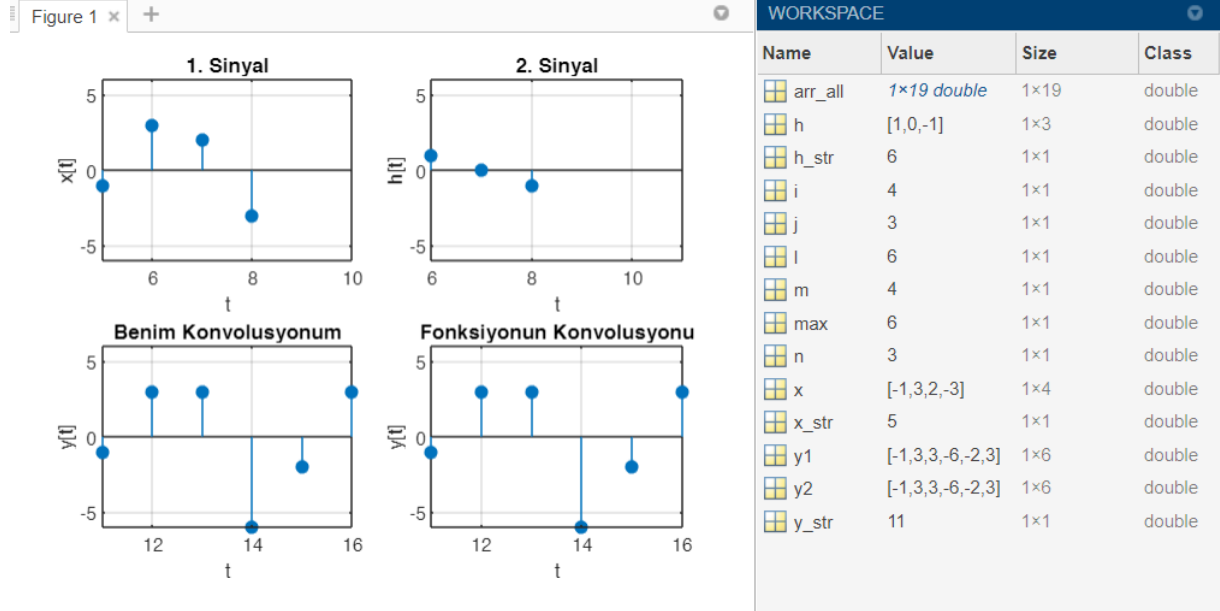 Figure 1 × +
1. Sinyal
5
0
-5
x[t]
6 8 10
t
2. Sinyal
5
0
-5
h[t]
6 8 10
t
Benim Konvolusyonum
5
0
-5
y[t]
12 14 16
t
Fonksiyonun Konvolusyonu
5
0
-5
y[t]
12 14 16
t
WORKSPACE
Name Value Size Class
arr_all 1×19 double 1×19 double
h [1,0,-1] 1×3 double
h_str 6 1×1 double
i 4 1×1 double
j 3 1×1 double
l 6 1×1 double
m 4 1×1 double
max 6 1×1 double
n 3 1×1 double
x [-1,3,2,-3] 1×4 double
x_str 5 1×1 double
y1 [-1,3,3,-6,-2,3] 1×6 double
y2 [-1,3,3,-6,-2,3] 1×6 double
y_str 11 1×1 double